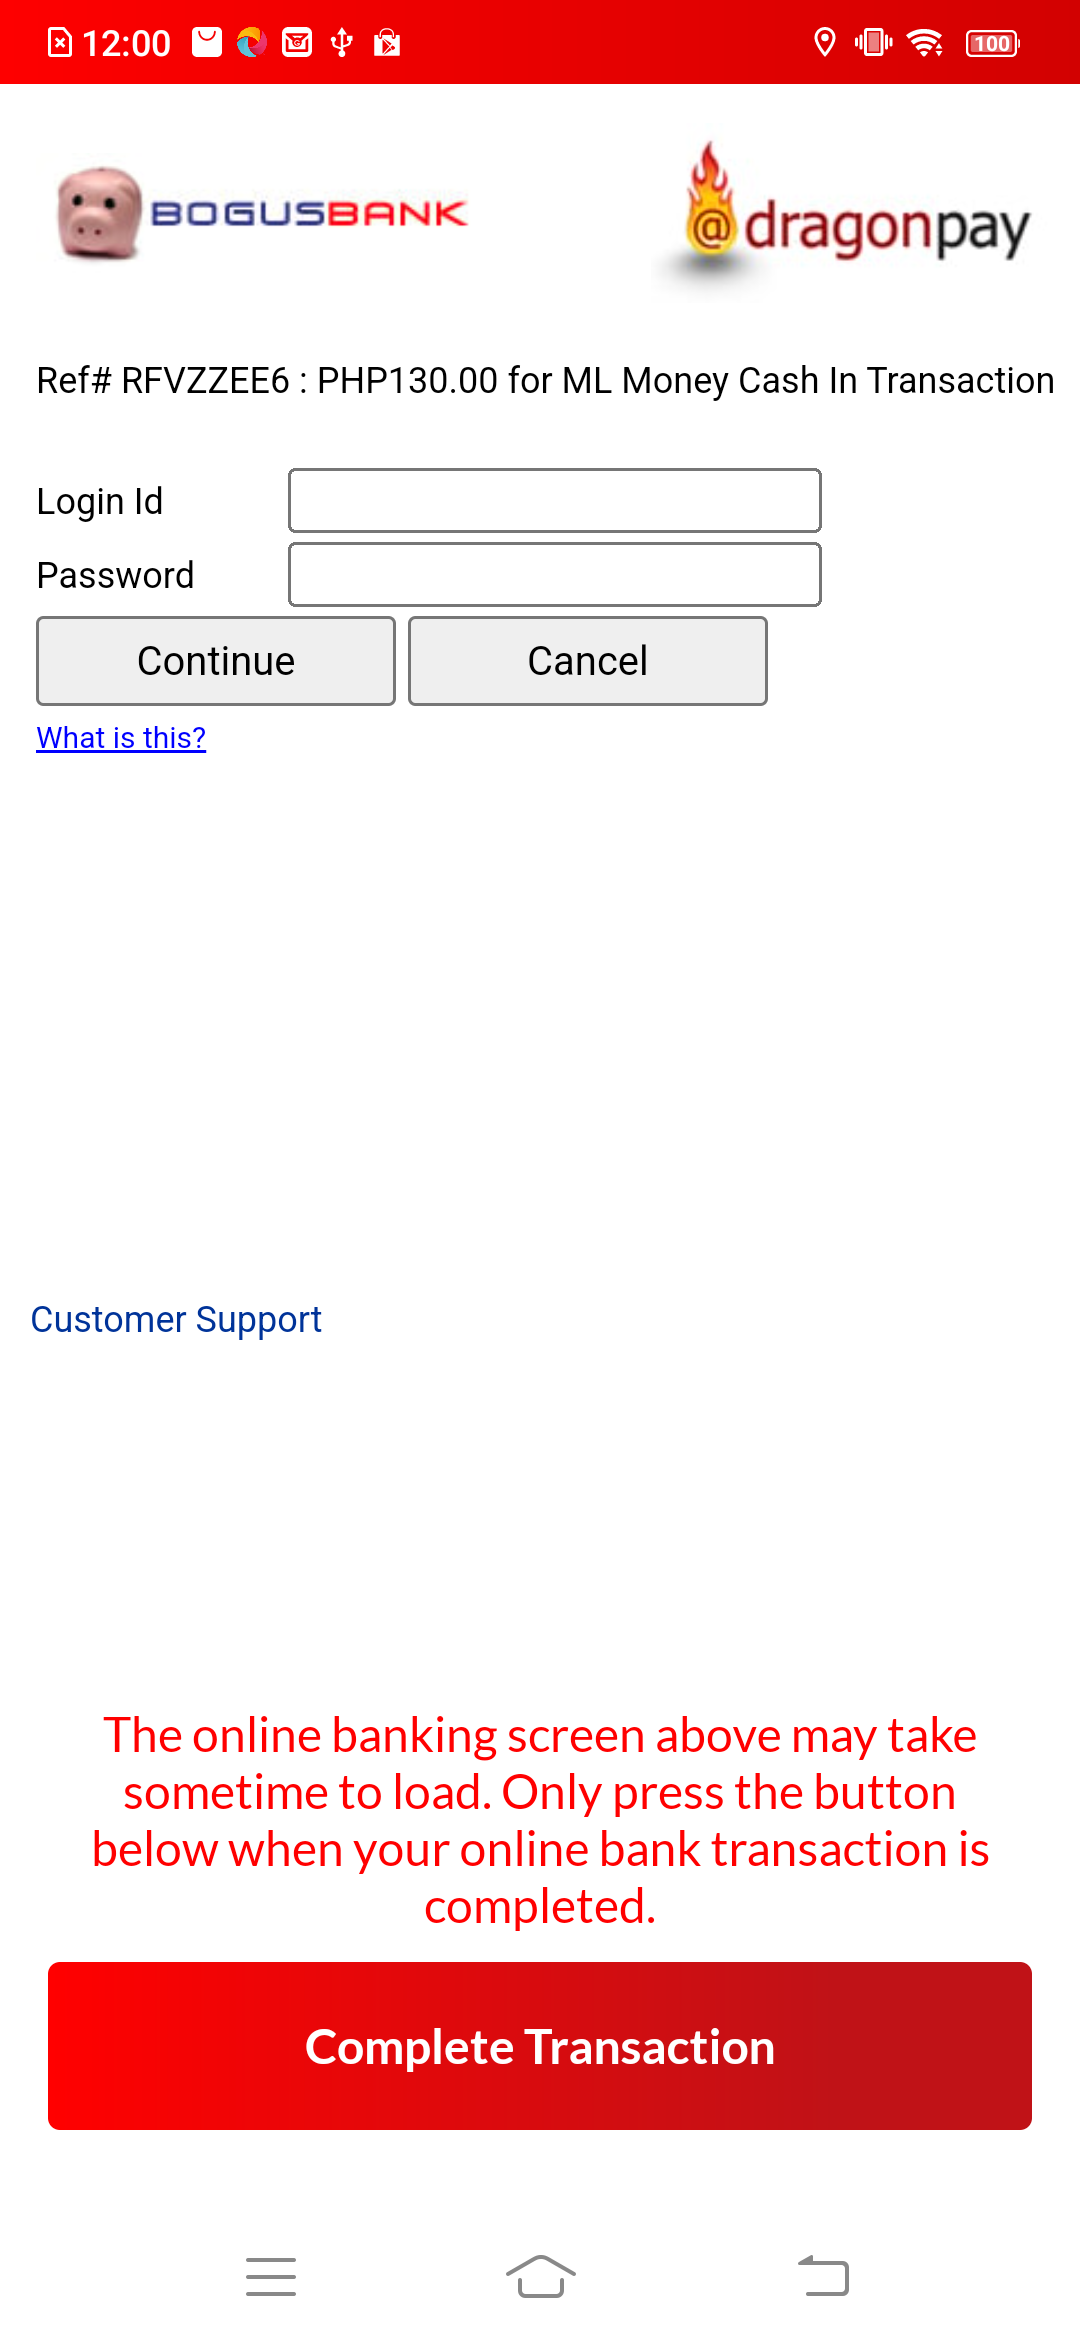 12:00
100
BOGUSBANK
@dragonpay
Ref# RFVZZEE6 : PHP130.00 for ML Money Cash In Transaction
Login Id
Password
Continue Cancel
What is this?
Customer Support
The online banking screen above may take
sometime to load. Only press the button
below when your online bank transaction is
completed.
Complete Transaction